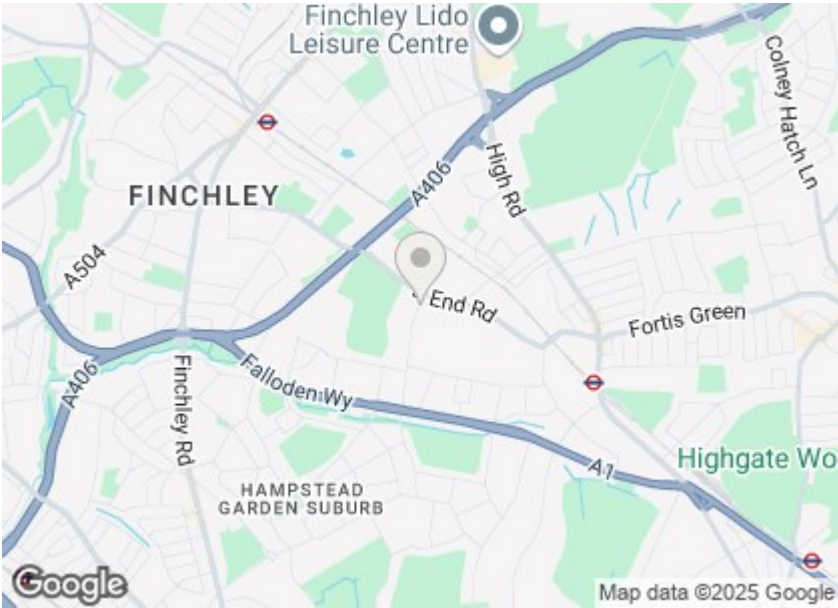 Finchley Lido
Leisure Centre
Colney Hatch Ln
High Rd
A406
FINCHLEY
A504
End Rd
Fortis Green
A406
Finchley Rd
Falloden Wy
A1
Highgate Wo
HAMPSTEAD
GARDEN SUBURB
Google
Map data ©2025 Google